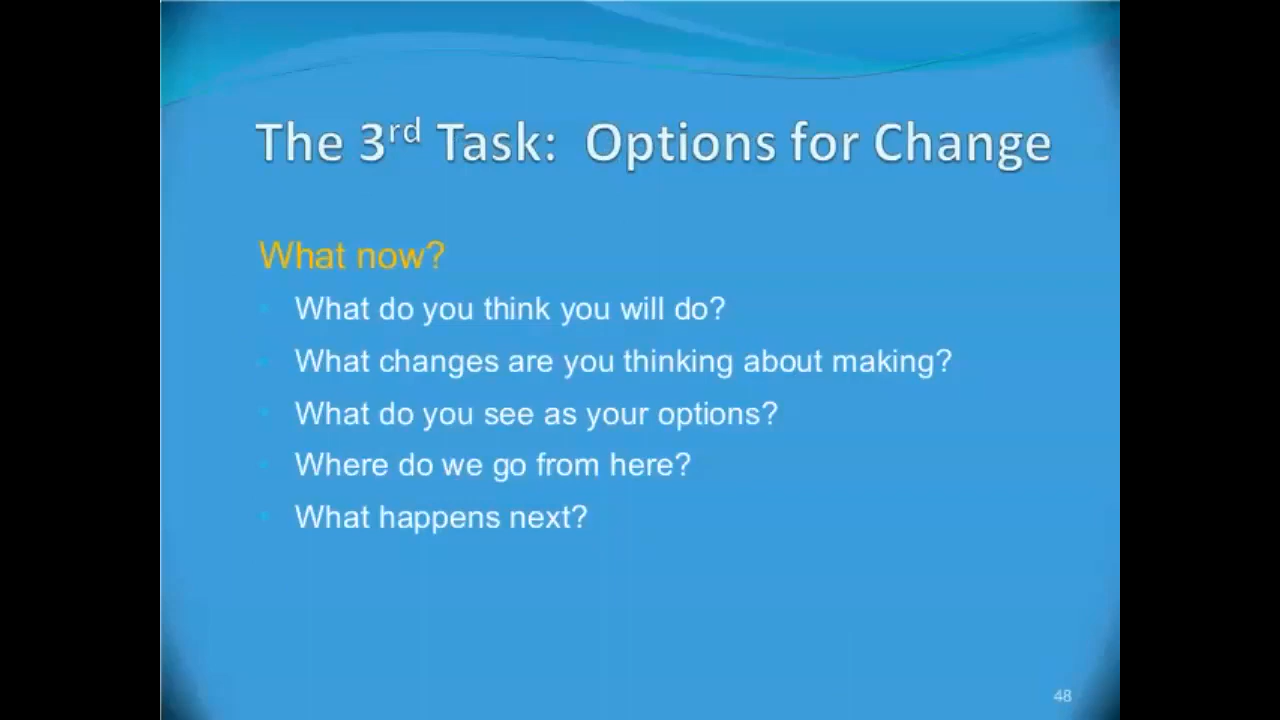 The 3rd Task: Options for Change
What now?
What do you think you will do?
What changes are you thinking about making?
What do you see as your options?
Where do we go from here?
What happens next?
48